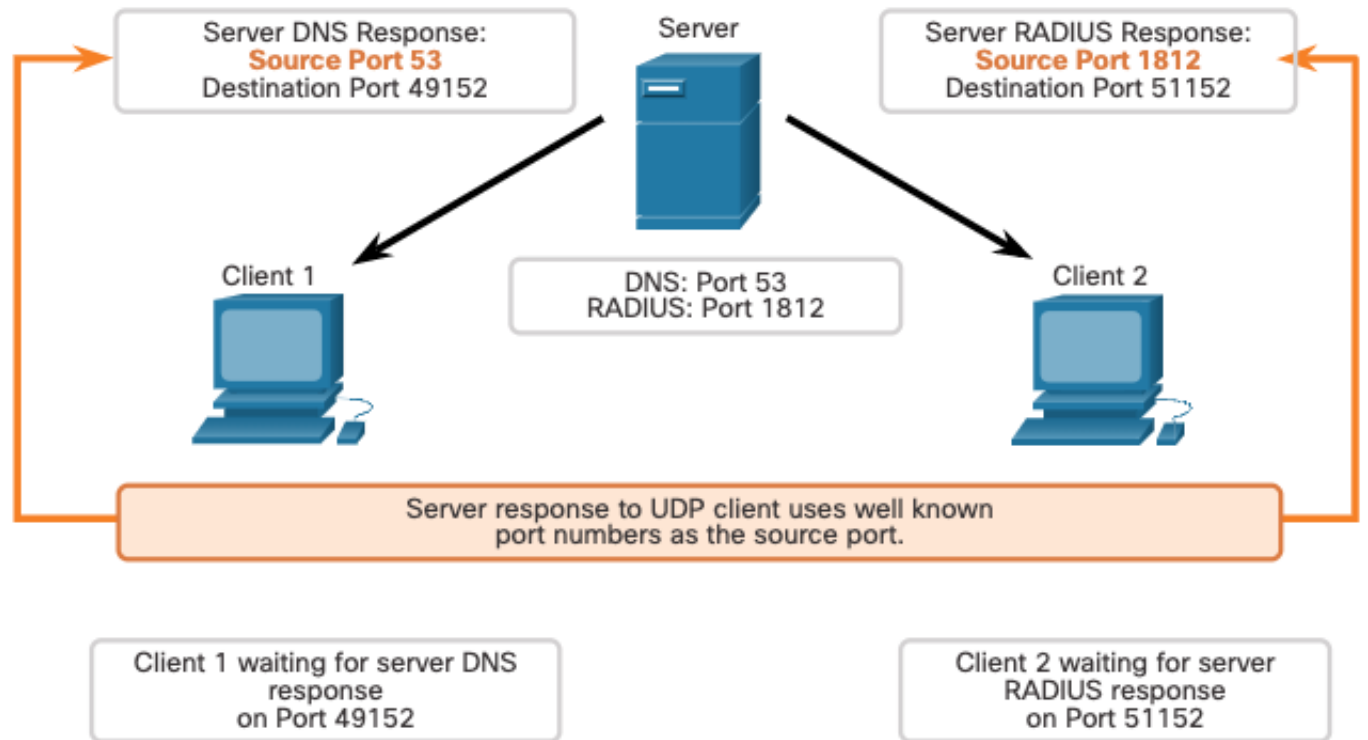 Server DNS Response:
Source Port 53
Destination Port 49152
Server
Server RADIUS Response:
Source Port 1812
Destination Port 51152
Client 1
DNS: Port 53
RADIUS: Port 1812
Client 2
Server response to UDP client uses well known
port numbers as the source port.
Client 1 waiting for server DNS
response
on Port 49152
Client 2 waiting for server
RADIUS response
on Port 51152